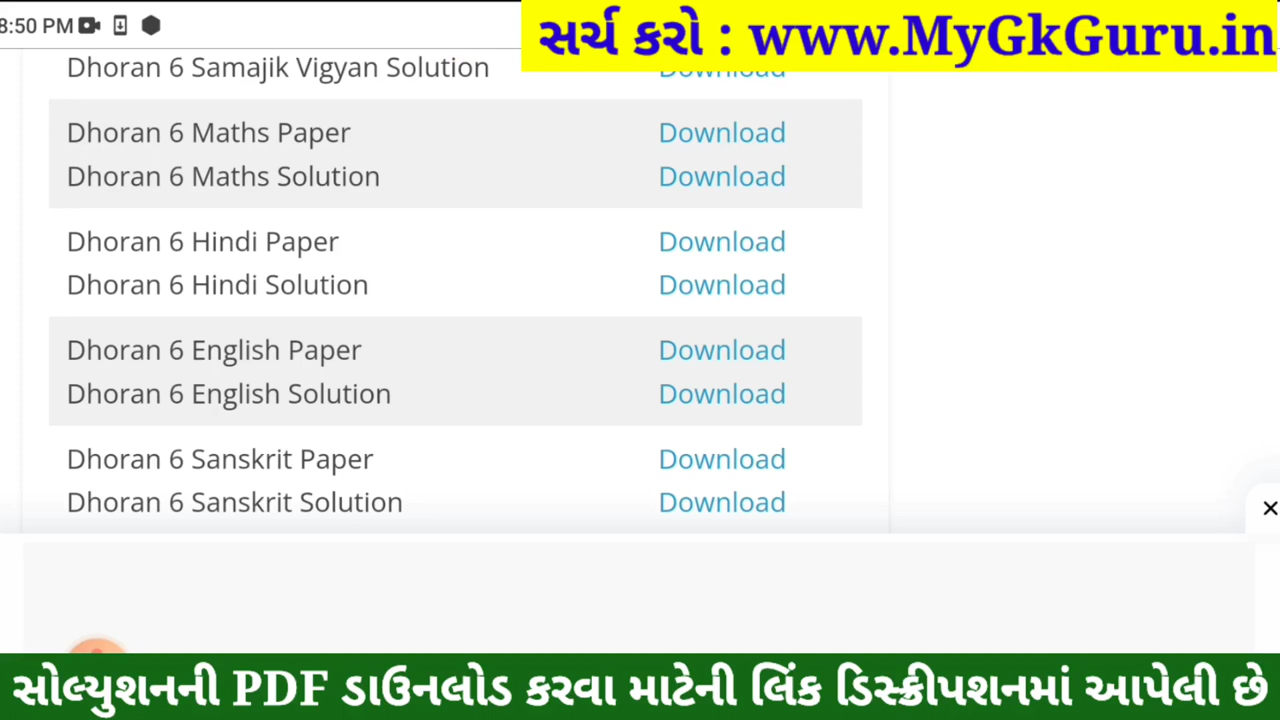 8:50 PM
સર્ચ કરો : www.MyGkGuru.in
Dhoran 6 Samajik Vigyan Solution Download
Dhoran 6 Maths Paper Download
Dhoran 6 Maths Solution Download
Dhoran 6 Hindi Paper Download
Dhoran 6 Hindi Solution Download
Dhoran 6 English Paper Download
Dhoran 6 English Solution Download
Dhoran 6 Sanskrit Paper Download
Dhoran 6 Sanskrit Solution Download
સોલ્યુશનની PDF ડાઉનલોડ કરવા માટેની લિંક ડિસ્ક્રીપશનમાં આપેલી છે